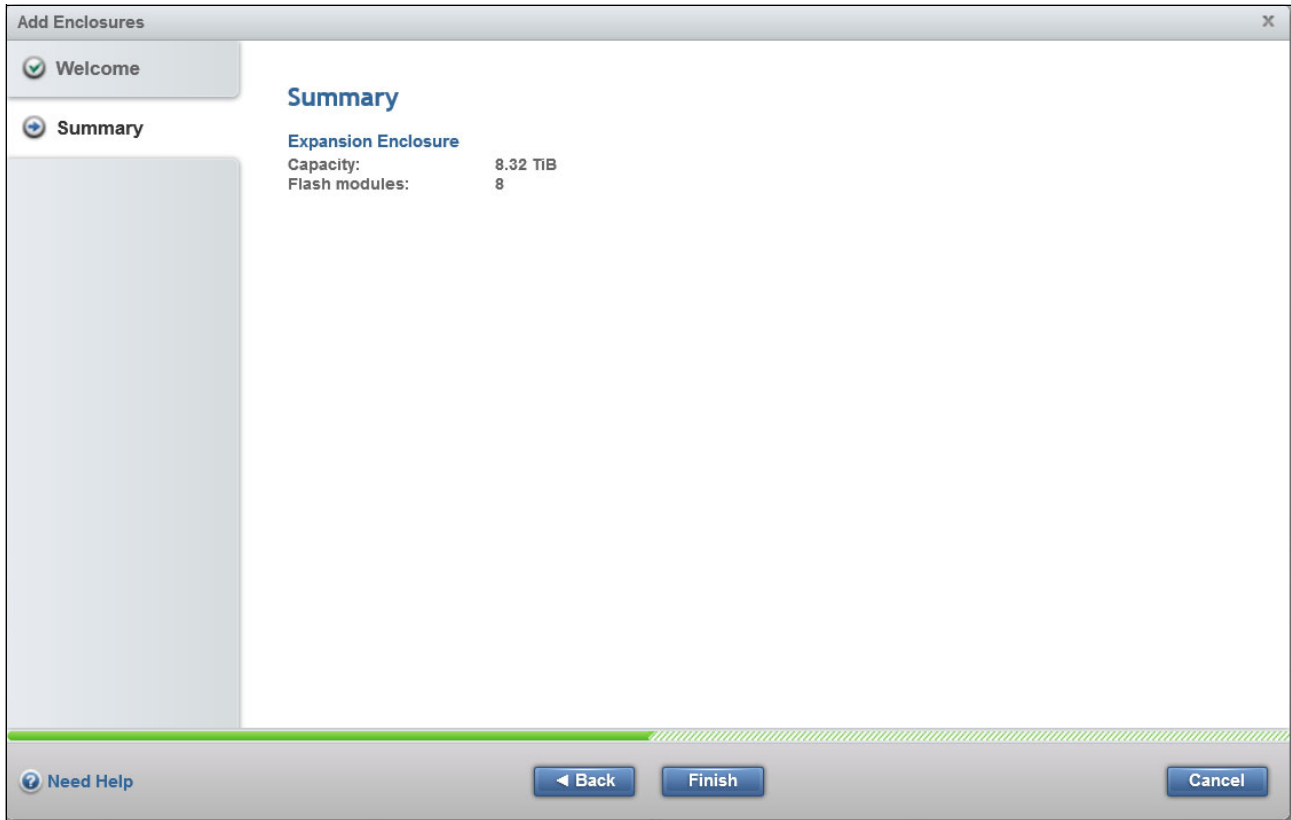 Add Enclosures x
Welcome
Summary
Summary
Expansion Enclosure
Capacity: 8.32 TiB
Flash modules: 8
Need Help
◄ Back
Finish
Cancel